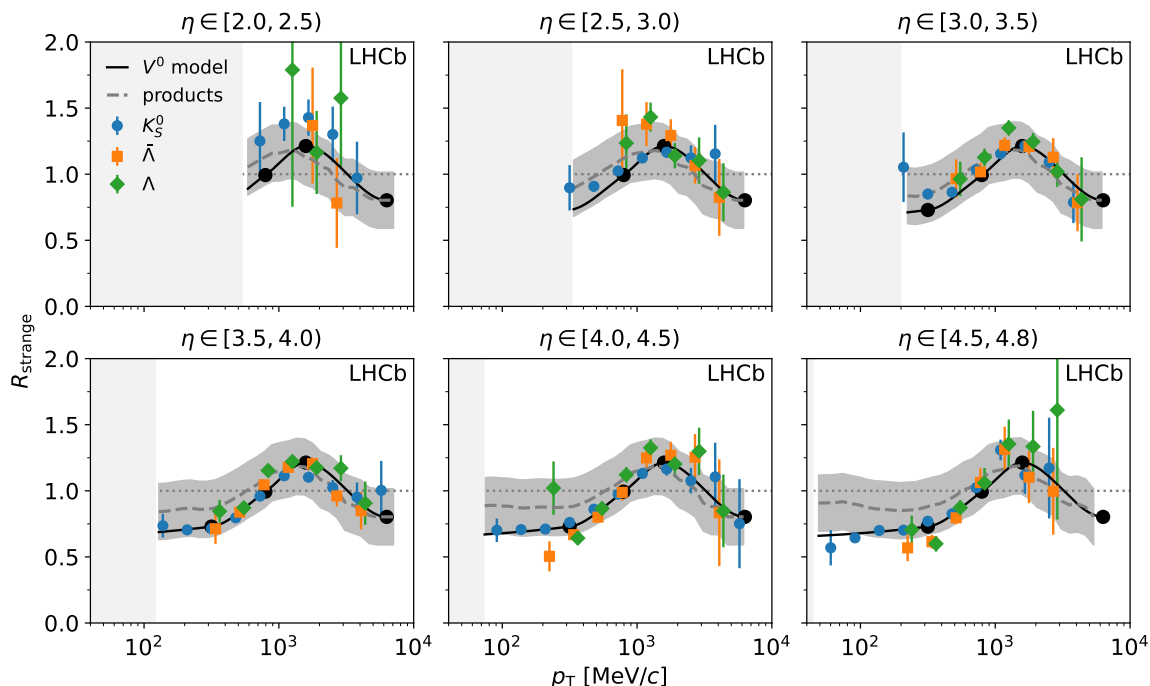 η ∈ [2.0, 2.5)
η ∈ [2.5, 3.0)
η ∈ [3.0, 3.5)
2.0
1.5
1.0
0.5
0.0
LHCb
V⁰ model
products
K_S⁰
Λ̄
Λ
LHCb
LHCb
R_strange
η ∈ [3.5, 4.0)
η ∈ [4.0, 4.5)
η ∈ [4.5, 4.8)
2.0
1.5
1.0
0.5
0.0
LHCb
LHCb
LHCb
10² 10³ 10⁴
10² 10³ 10⁴
10² 10³ 10⁴
p_T [MeV/c]